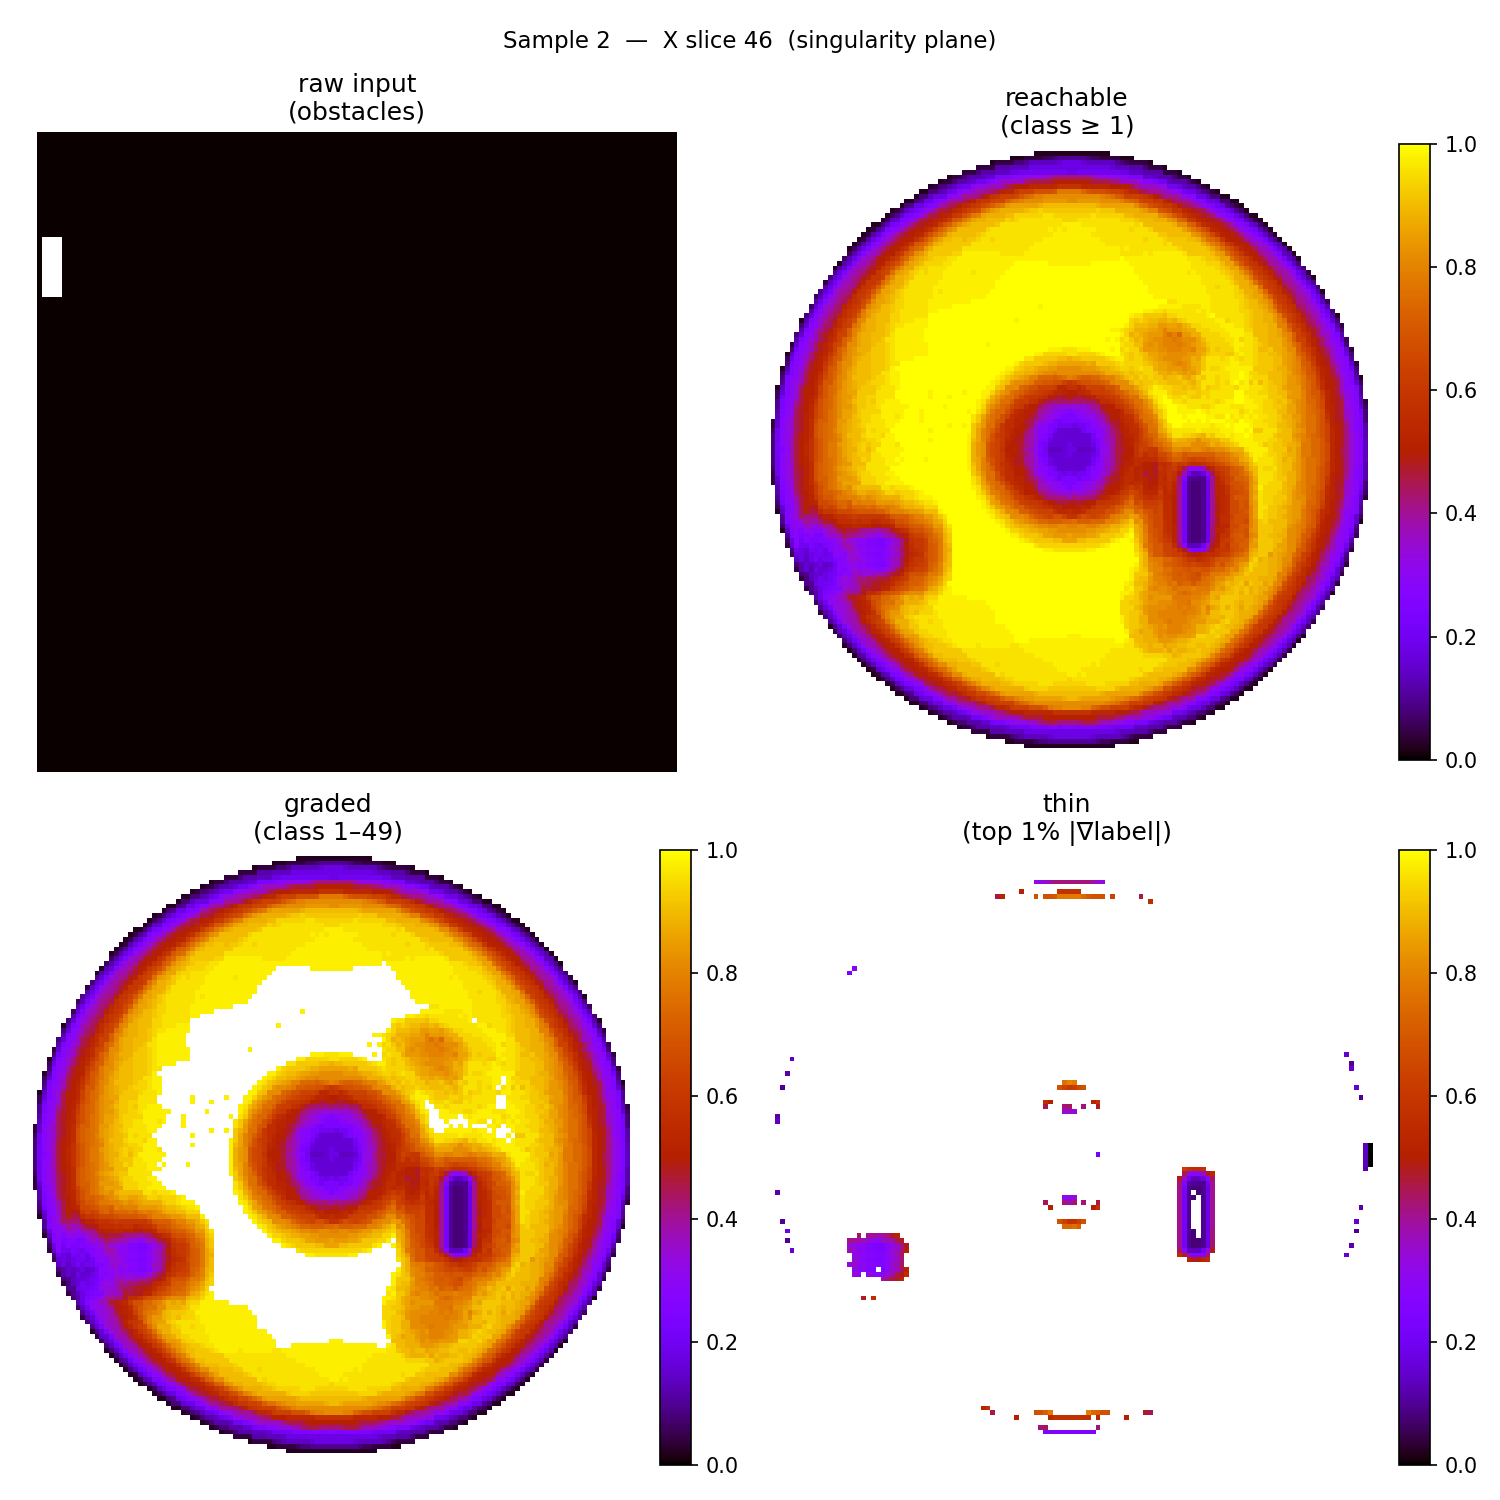 Sample 2  —  X slice 46  (singularity plane)
raw input
(obstacles)
reachable
(class ≥ 1)
1.0
0.8
0.6
0.4
0.2
0.0
graded
(class 1–49)
1.0
0.8
0.6
0.4
0.2
0.0
thin
(top 1% |∇label|)
1.0
0.8
0.6
0.4
0.2
0.0